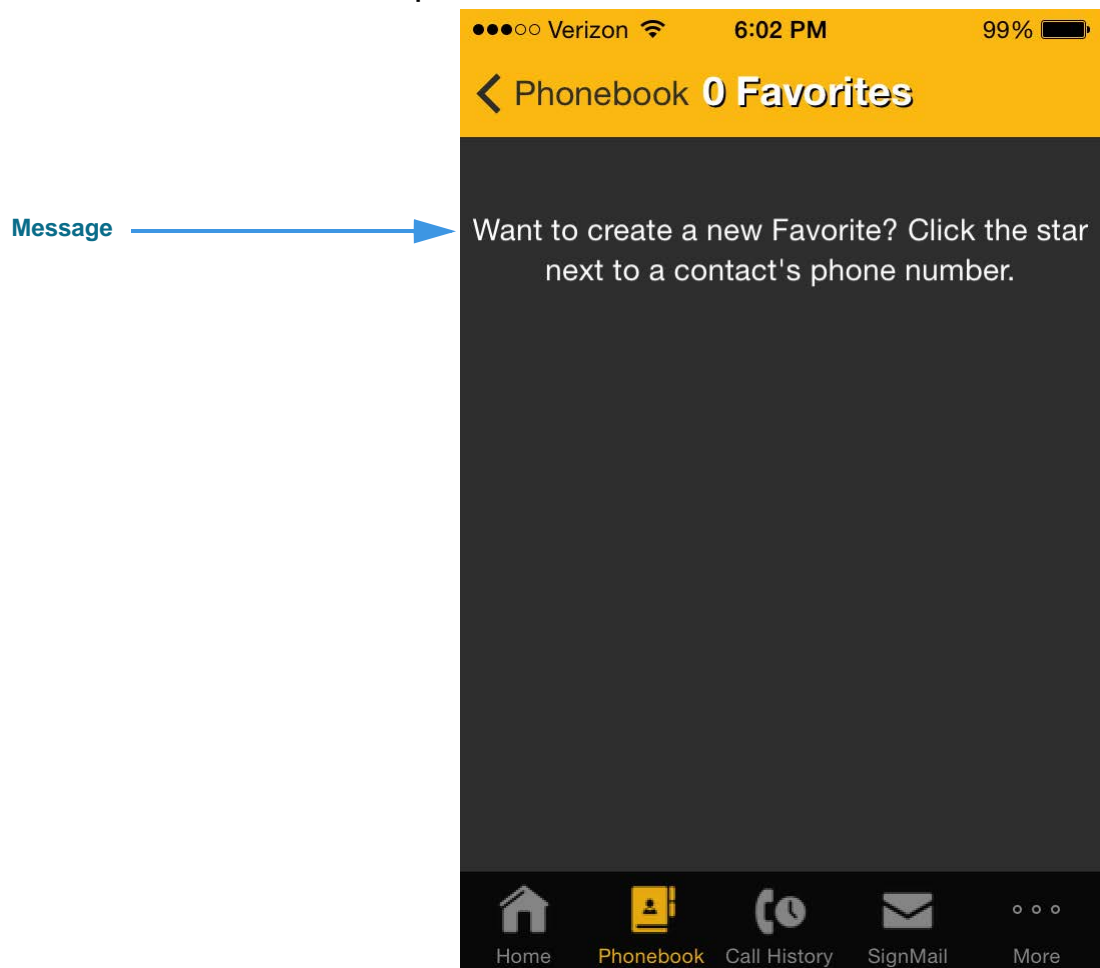 Verizon 6:02 PM 99%
Phonebook 0 Favorites
Message
Want to create a new Favorite? Click the star
next to a contact's phone number.
Home Phonebook Call History SignMail More